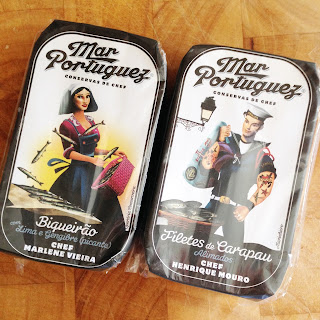 Mar
Portuguez
CONSERVAS DE CHEF
Biqueirão
com
Lima e Gengibre (picante)
CHEF
MARLENE VIEIRA
Mar
Portuguez
CONSERVAS DE CHEF
Filetes de Carapau
Alimados
CHEF
HENRIQUE MOURO